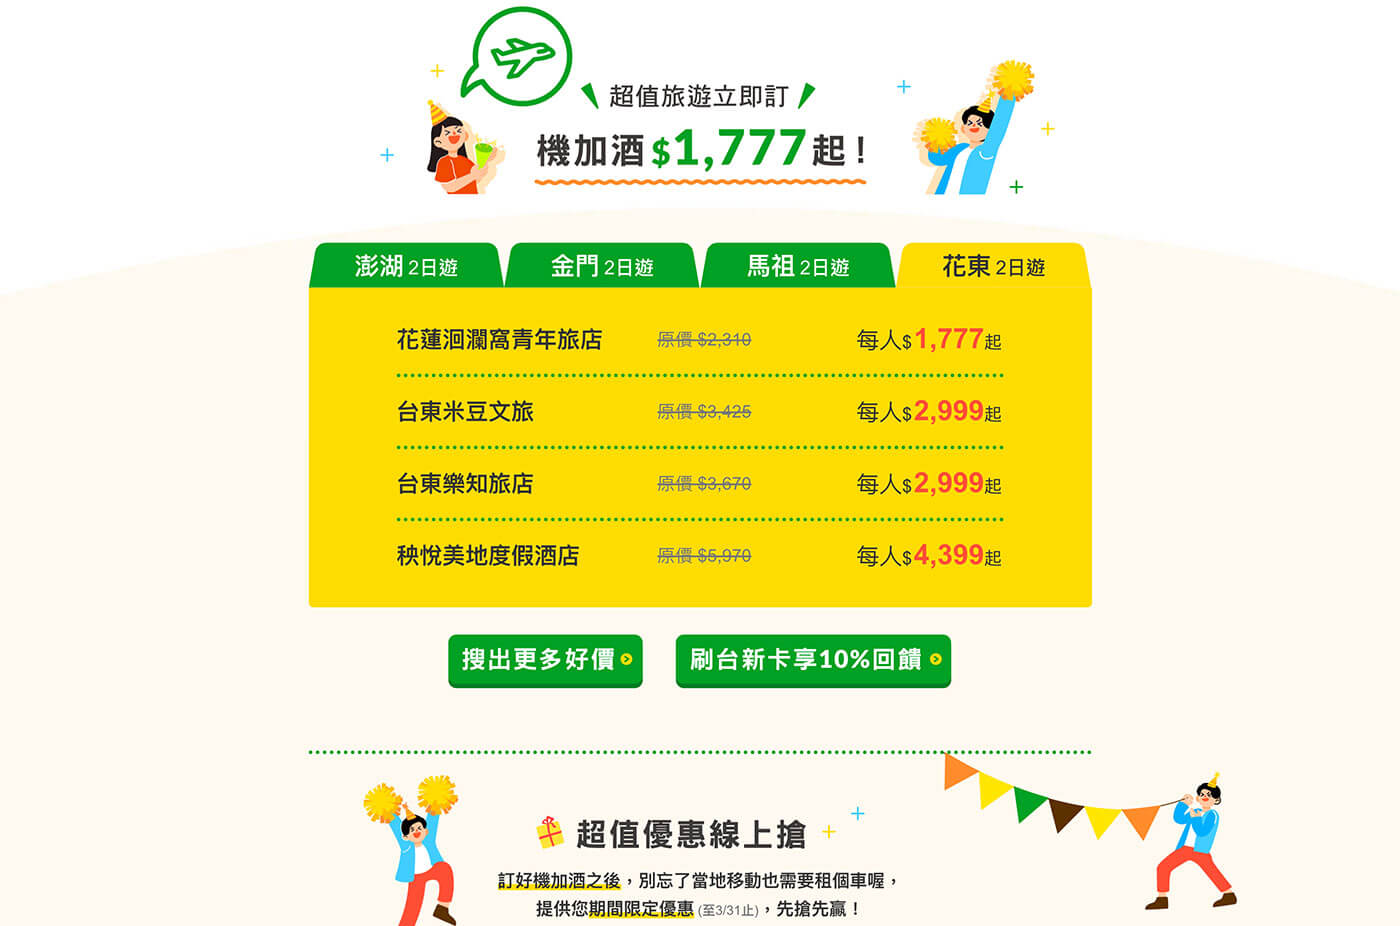 超值旅遊立即訂
機加酒$1,777起!
澎湖2日遊
金門2日遊
馬祖2日遊
花東2日遊
花蓮洄瀾窩青年旅店 原價 $2,310 每人$1,777起
台東米豆文旅 原價 $3,425 每人$2,999起
台東樂知旅店 原價 $3,670 每人$2,999起
秧悅美地度假酒店 原價 $5,970 每人$4,399起
搜出更多好價
刷台新卡享10%回饋
超值優惠線上搶
訂好機加酒之後,別忘了當地移動也需要租個車喔,
提供您期間限定優惠 (至3/31止),先搶先贏!